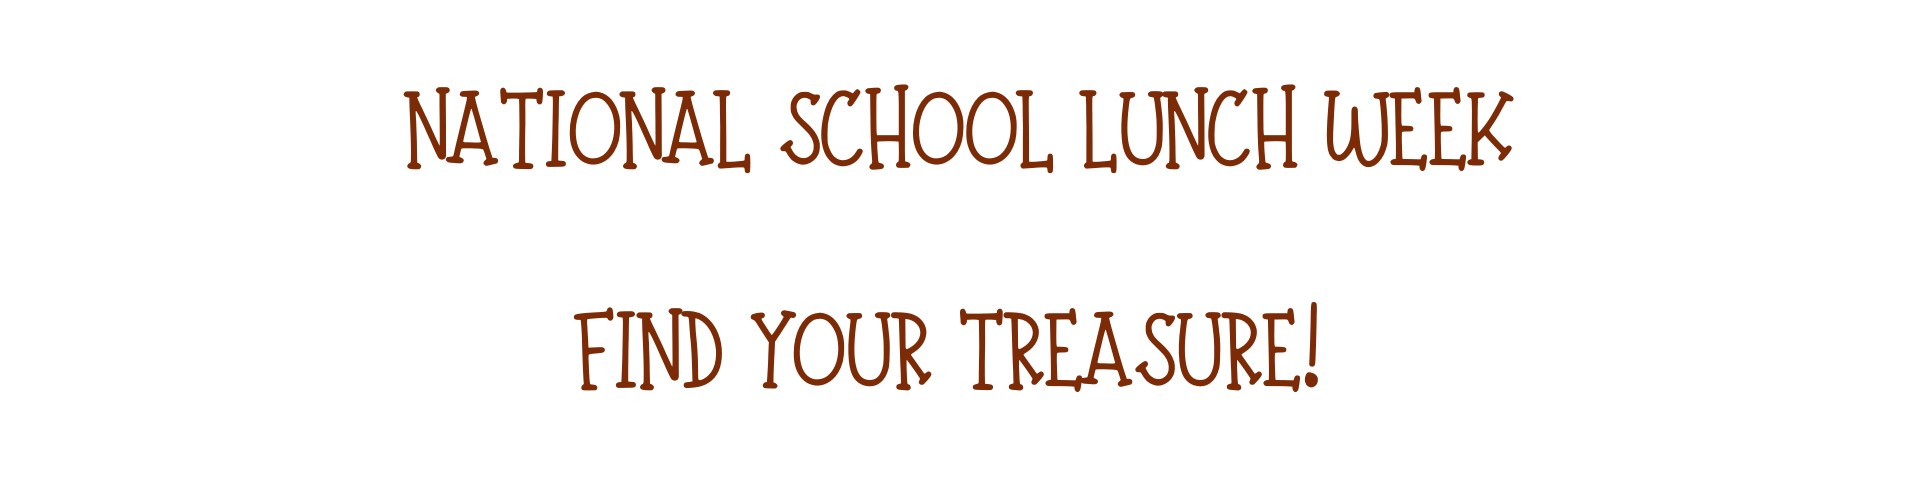 NATIONAL SCHOOL LUNCH WEEK
FIND YOUR TREASURE!